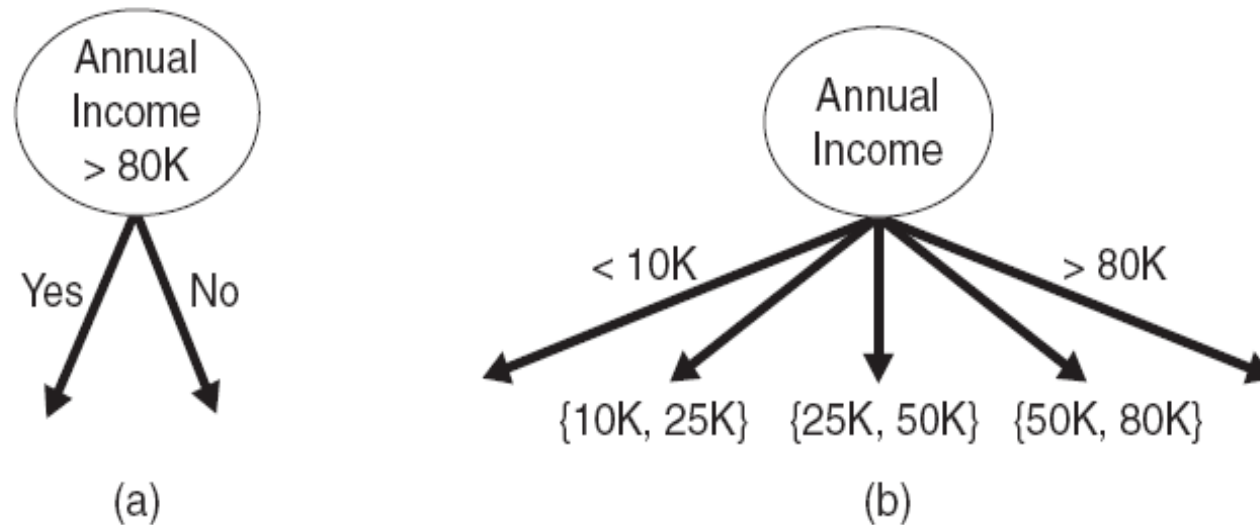 Annual
Income
> 80K
Yes
No
(a)
Annual
Income
< 10K
> 80K
{10K, 25K}
{25K, 50K}
{50K, 80K}
(b)